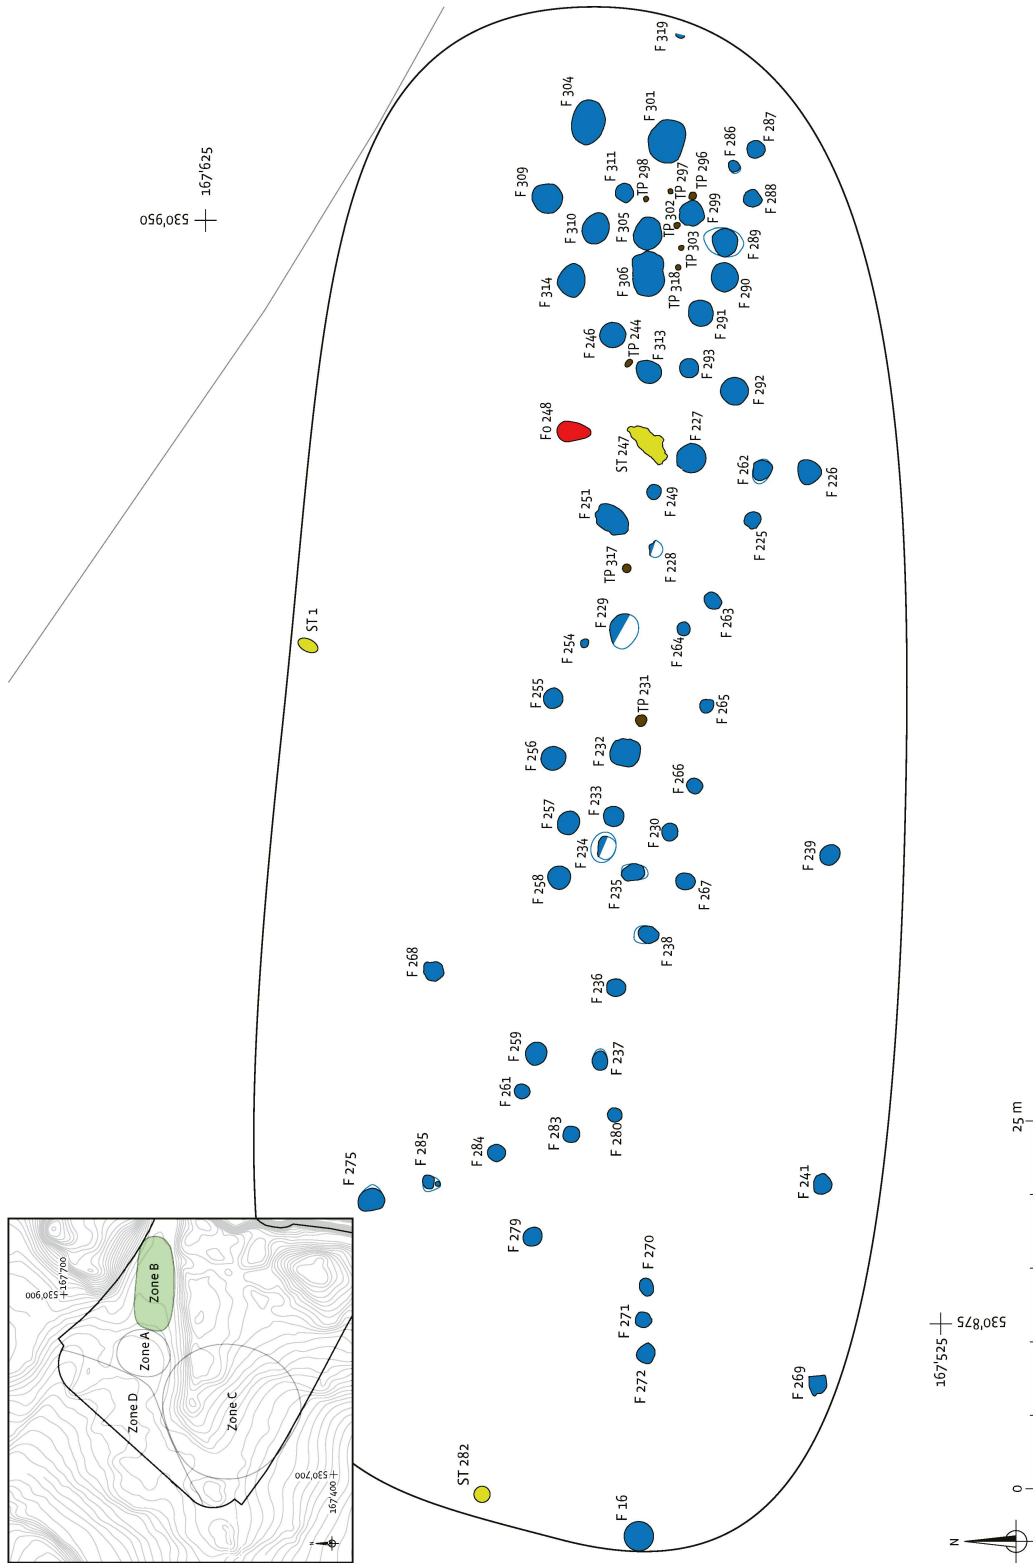 F 319
F 304
F 301
F 286
F 287
TP 298
TP 297
TP 296
F 311
F 309
F 288
167'625
530'950
TP 302
F 299
F 310
F 305
TP 303
F 289
F 314
F 306
TP 318
F 290
F 291
F 246
TP 244
F 313
F 293
F 292
Fo 248
ST 247
F 227
F 262
F 226
F 251
F 249
F 225
TP 317
F 228
F 229
F 263
ST 1
F 254
F 264
F 255
TP 231
F 265
F 256
F 232
F 266
F 257
F 233
F 234
F 230
F 239
F 258
F 235
F 267
F 268
F 238
F 236
F 259
F 237
F 261
F 283
F 280
25 m
F 284
F 285
F 275
F 241
F 279
F 270
F 271
F 272
167'525
530'875
F 269
ST 282
F 16
0
N
530'900
167'700
Zone B
Zone A
Zone D
Zone C
530'700
167'400
N